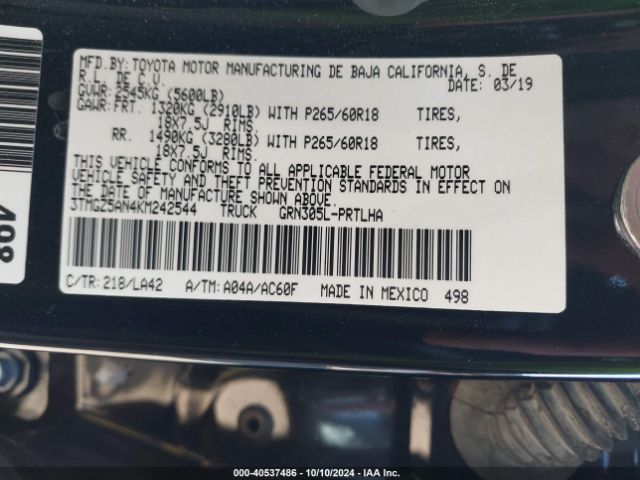 MFD.BY: TOYOTA MOTOR MANUFACTURING DE BAJA CALIFORNIA, S. DE
R.L. DE C.V.
DATE: 03/19
GVWR: 2545KG (5600LB)
GAWR: FRT. 1320KG (2910LB) WITH P265/60R18 TIRES,
18X7.5J RIMS.
RR. 1490KG (3280LB) WITH P265/60R18 TIRES,
18X7.5J RIMS.
THIS VEHICLE CONFORMS TO ALL APPLICABLE FEDERAL MOTOR
VEHICLE SAFETY AND THEFT PREVENTION STANDARDS IN EFFECT ON
THE DATE OF MANUFACTURE SHOWN ABOVE.
3TMGZ5AN4KM242544 TRUCK GRN305L-PRTLHA
C/TR: 218/LA42 A/TM: A04A/AC60F MADE IN MEXICO 498
498
000-40537486 - 10/10/2024 - IAA Inc.